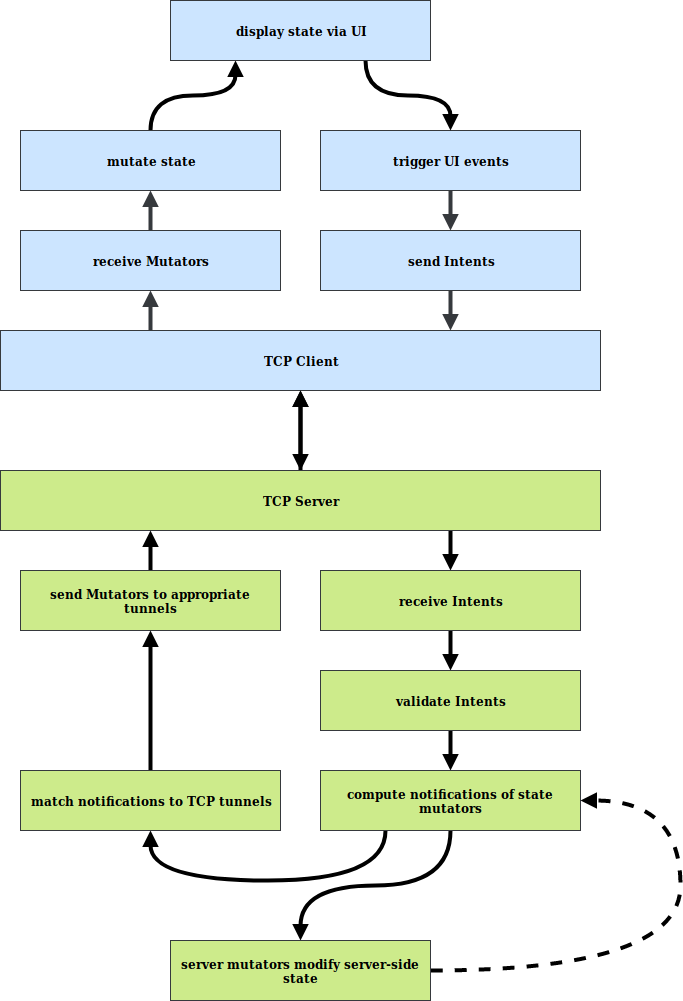 display state via UI
mutate state
trigger UI events
receive Mutators
send Intents
TCP Client
TCP Server
send Mutators to appropriate
tunnels
receive Intents
validate Intents
match notifications to TCP tunnels
compute notifications of state
mutators
server mutators modify server-side
state